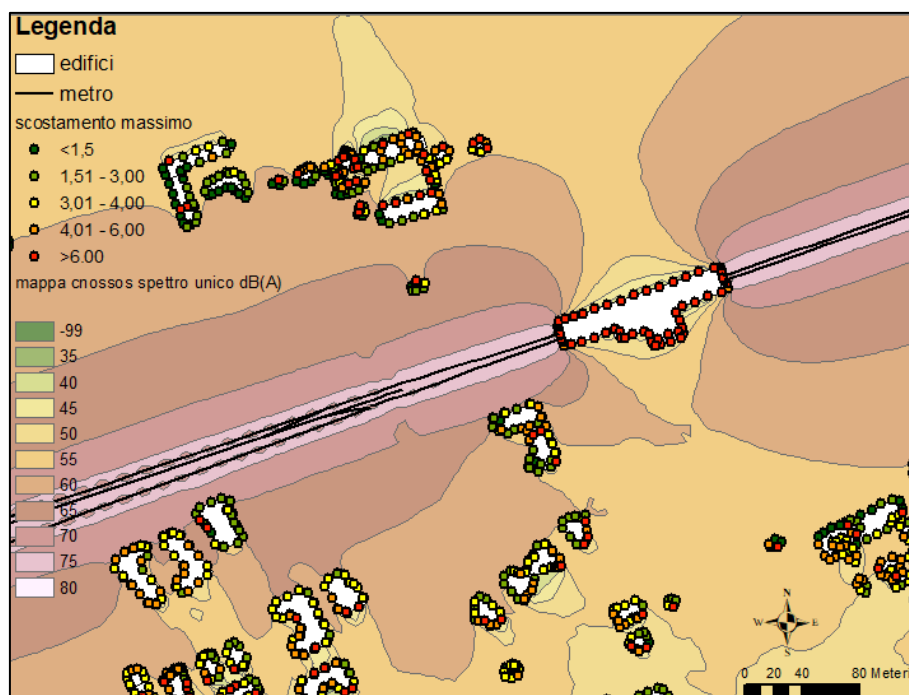 Legenda
edifici
metro
scostamento massimo
<1,5
1,51 - 3,00
3,01 - 4,00
4,01 - 6,00
>6.00
mappa cnossos spettro unico dB(A)
-99
35
40
45
50
55
60
65
70
75
80
N
W E
S
0 20 40 80 Meteri